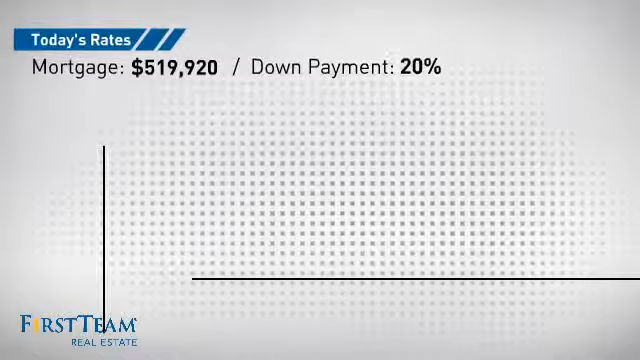 Today's Rates
Mortgage: $519,920 / Down Payment: 20%
FIRSTTEAM®
REAL ESTATE